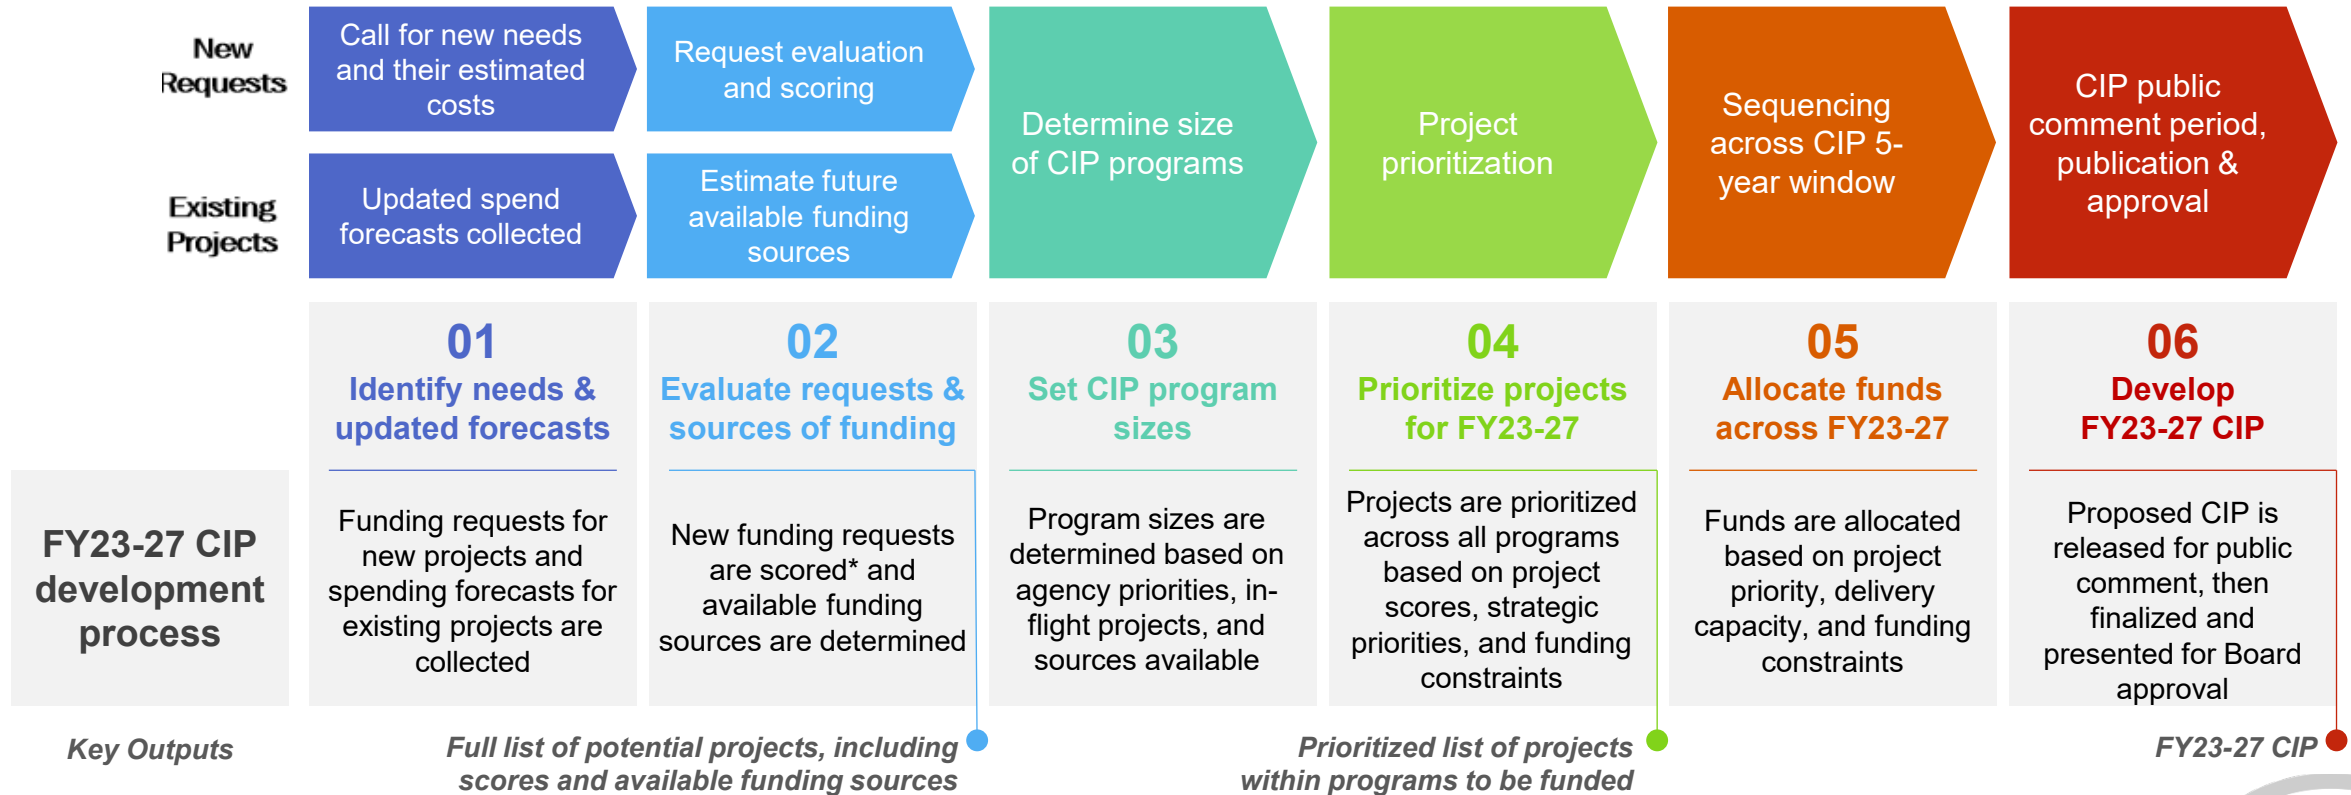 New
Requests
Call for new needs
and their estimated
costs
Request evaluation
and scoring
Existing
Projects
Updated spend
forecasts collected
Estimate future
available funding
sources
Determine size
of CIP programs
Project
prioritization
Sequencing
across CIP 5-
year window
CIP public
comment period,
publication &
approval
FY23-27 CIP
development
process
01
Identify needs &
updated forecasts
Funding requests for
new projects and
spending forecasts for
existing projects are
collected
02
Evaluate requests &
sources of funding
New funding requests
are scored* and
available funding
sources are determined
03
Set CIP program
sizes
Program sizes are
determined based on
agency priorities, in-
flight projects, and
sources available
04
Prioritize projects
for FY23-27
Projects are prioritized
across all programs
based on project
scores, strategic
priorities, and funding
constraints
05
Allocate funds
across FY23-27
Funds are allocated
based on project
priority, delivery
capacity, and funding
constraints
06
Develop
FY23-27 CIP
Proposed CIP is
released for public
comment, then
finalized and
presented for Board
approval
Key Outputs
Full list of potential projects, including
scores and available funding sources
Prioritized list of projects
within programs to be funded
FY23-27 CIP